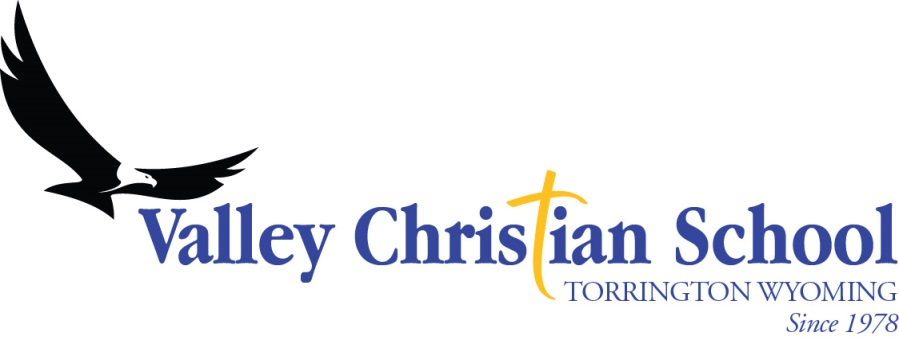 Valley Christian School
TORRINGTON WYOMING
Since 1978